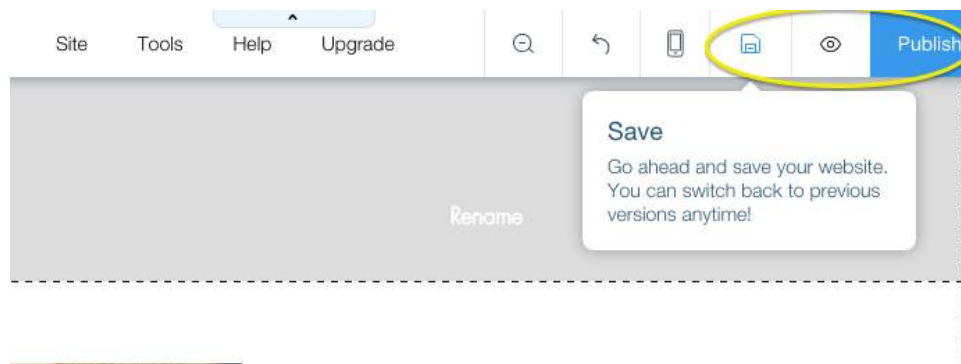 Site Tools Help Upgrade Publish
Save
Go ahead and save your website.
You can switch back to previous
versions anytime!
Rename